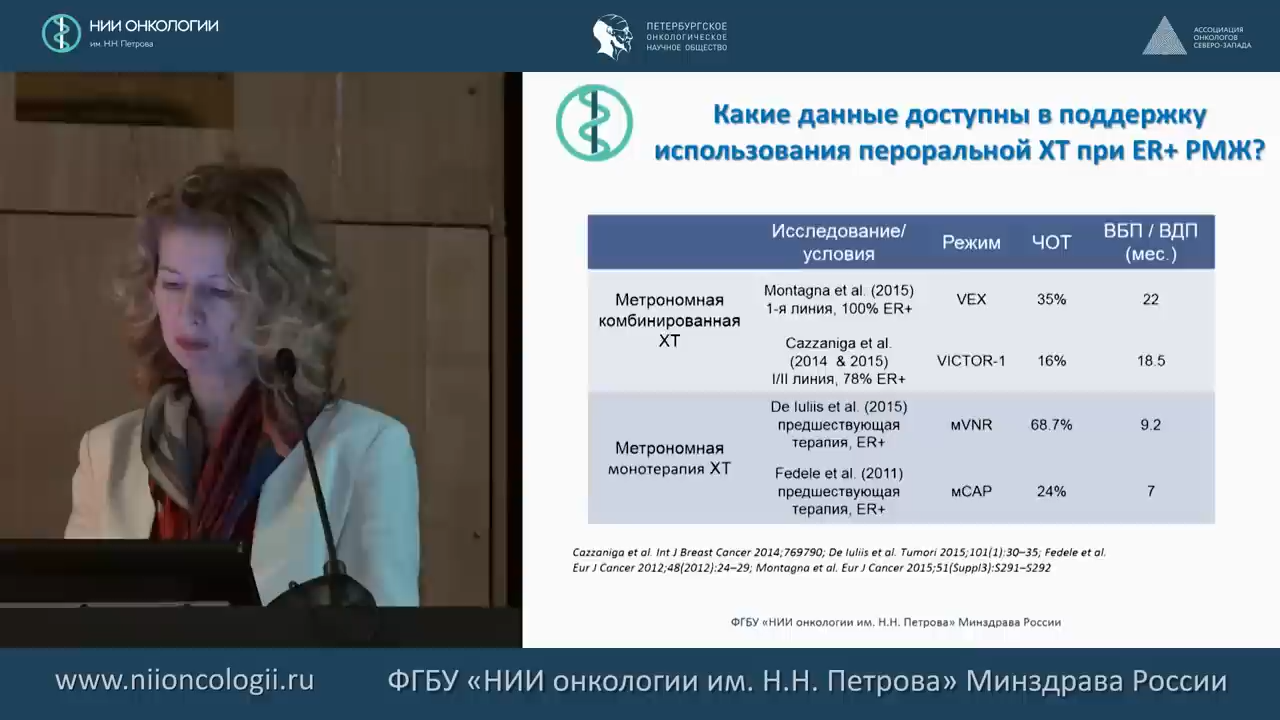 НИИ ОНКОЛОГИИ
им. Н.Н. Петрова
ПЕТЕРБУРГСКОЕ
ОНКОЛОГИЧЕСКОЕ
НАУЧНОЕ ОБЩЕСТВО
АССОЦИАЦИЯ
ОНКОЛОГОВ
СЕВЕРО-ЗАПАДА
Какие данные доступны в поддержку
использования пероральной ХТ при ER+ РМЖ?
Исследование/
условия
Режим
ЧОТ
ВБП / ВДП
(мес.)
Метрономная
комбинированная
ХТ
Montagna et al. (2015)
1-я линия, 100% ER+
VEX
35%
22
Cazzaniga et al.
(2014 & 2015)
I/II линия, 78% ER+
VICTOR-1
16%
18.5
Метрономная
монотерапия ХТ
De Iuliis et al. (2015)
предшествующая
терапия, ER+
мVNR
68.7%
9.2
Fedele et al. (2011)
предшествующая
терапия, ER+
мCAP
24%
7
Cazzaniga et al. Int J Breast Cancer 2014;769790; De Iuliis et al. Tumori 2015;101(1):30–35; Fedele et al.
Eur J Cancer 2012;48(2012):24–29; Montagna et al. Eur J Cancer 2015;51(Suppl3):S291–S292
ФГБУ «НИИ онкологии им. Н.Н. Петрова» Минздрава России
www.niioncologii.ru
ФГБУ «НИИ онкологии им. Н.Н. Петрова» Минздрава России